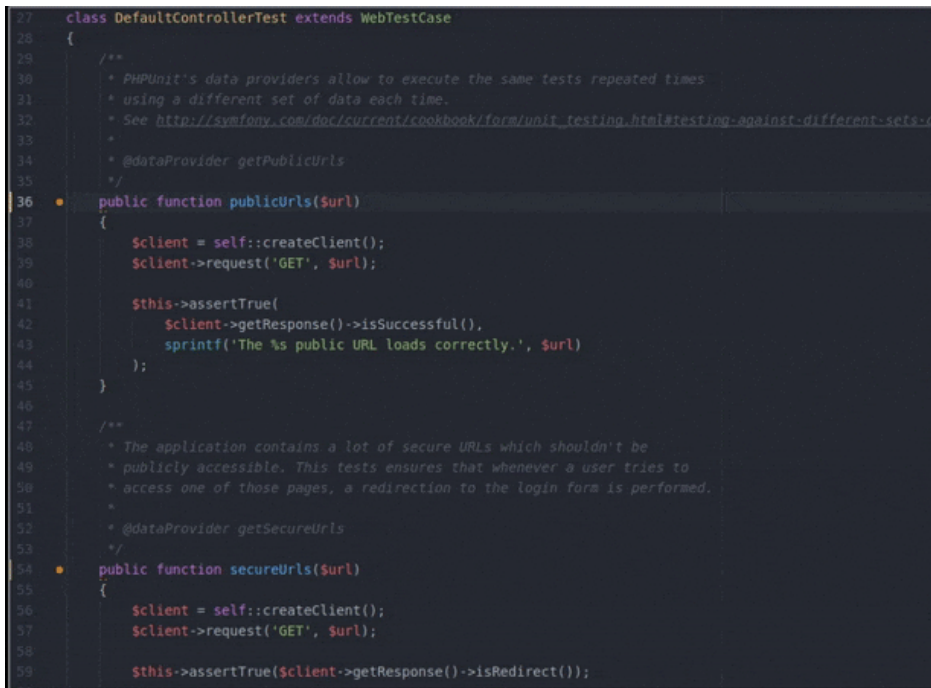 27 class DefaultControllerTest extends WebTestCase
28 {
29 /**
30 * PHPUnit's data providers allow to execute the same tests repeated times
31 * using a different set of data each time.
32 * See http://symfony.com/doc/current/cookbook/form/unit_testing.html#testing-against-different-sets-o
33 *
34 * @dataProvider getPublicUrls
35 */
36 public function publicUrls($url)
37 {
38 $client = self::createClient();
39 $client->request('GET', $url);
40
41 $this->assertTrue(
42 $client->getResponse()->isSuccessful(),
43 sprintf('The %s public URL loads correctly.', $url)
44 );
45 }
46
47 /**
48 * The application contains a lot of secure URLs which shouldn't be
49 * publicly accessible. This tests ensures that whenever a user tries to
50 * access one of those pages, a redirection to the login form is performed.
51 *
52 * @dataProvider getSecureUrls
53 */
54 public function secureUrls($url)
55 {
56 $client = self::createClient();
57 $client->request('GET', $url);
58
59 $this->assertTrue($client->getResponse()->isRedirect());